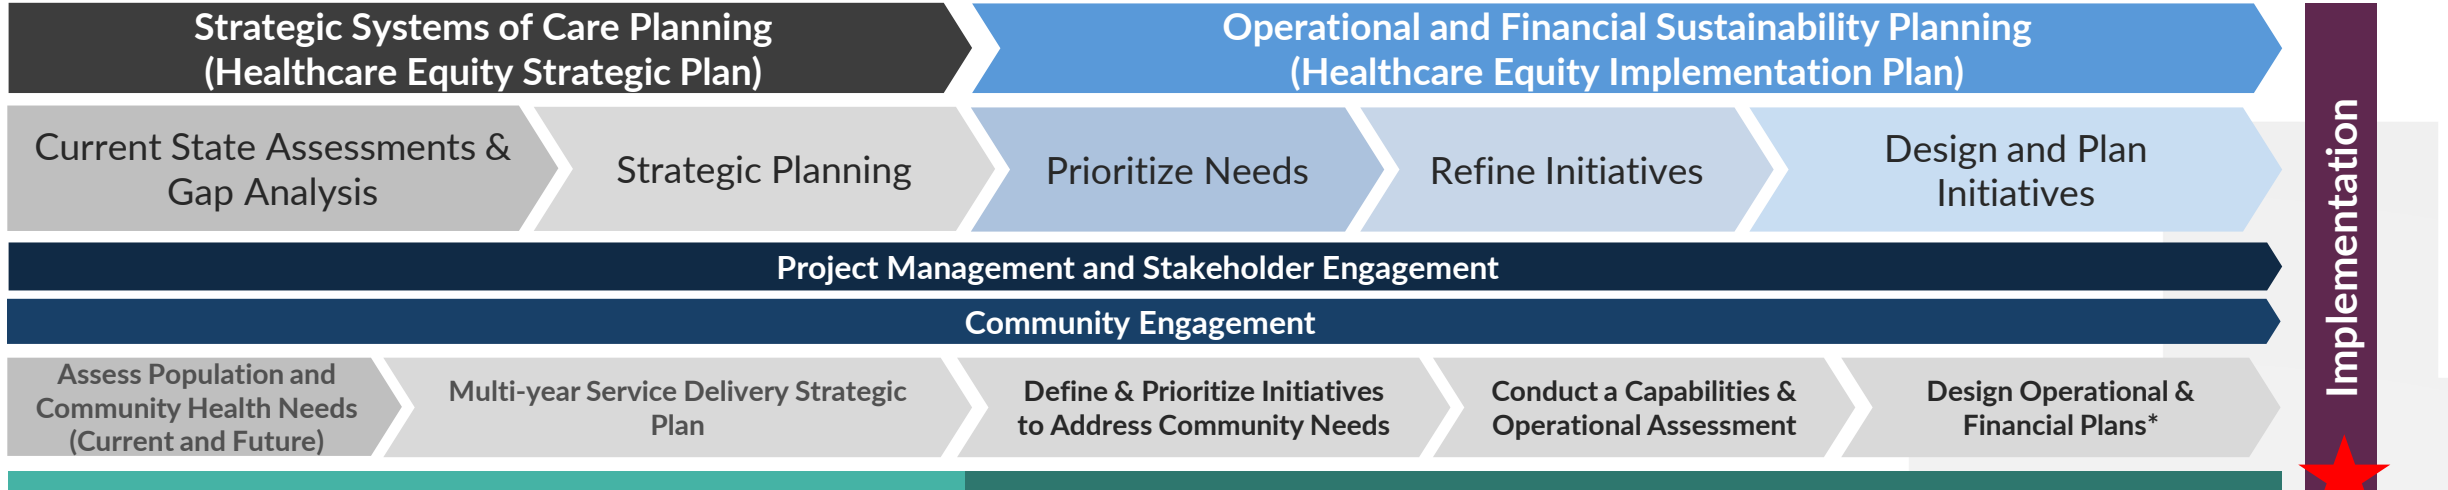 Strategic Systems of Care Planning
(Healthcare Equity Strategic Plan)
Operational and Financial Sustainability Planning
(Healthcare Equity Implementation Plan)
Current State Assessments &
Gap Analysis
Strategic Planning
Prioritize Needs
Refine Initiatives
Design and Plan
Initiatives
Project Management and Stakeholder Engagement
Community Engagement
Assess Population and
Community Health Needs
(Current and Future)
Multi-year Service Delivery Strategic
Plan
Define & Prioritize Initiatives
to Address Community Needs
Conduct a Capabilities &
Operational Assessment
Design Operational &
Financial Plans*
Implementation